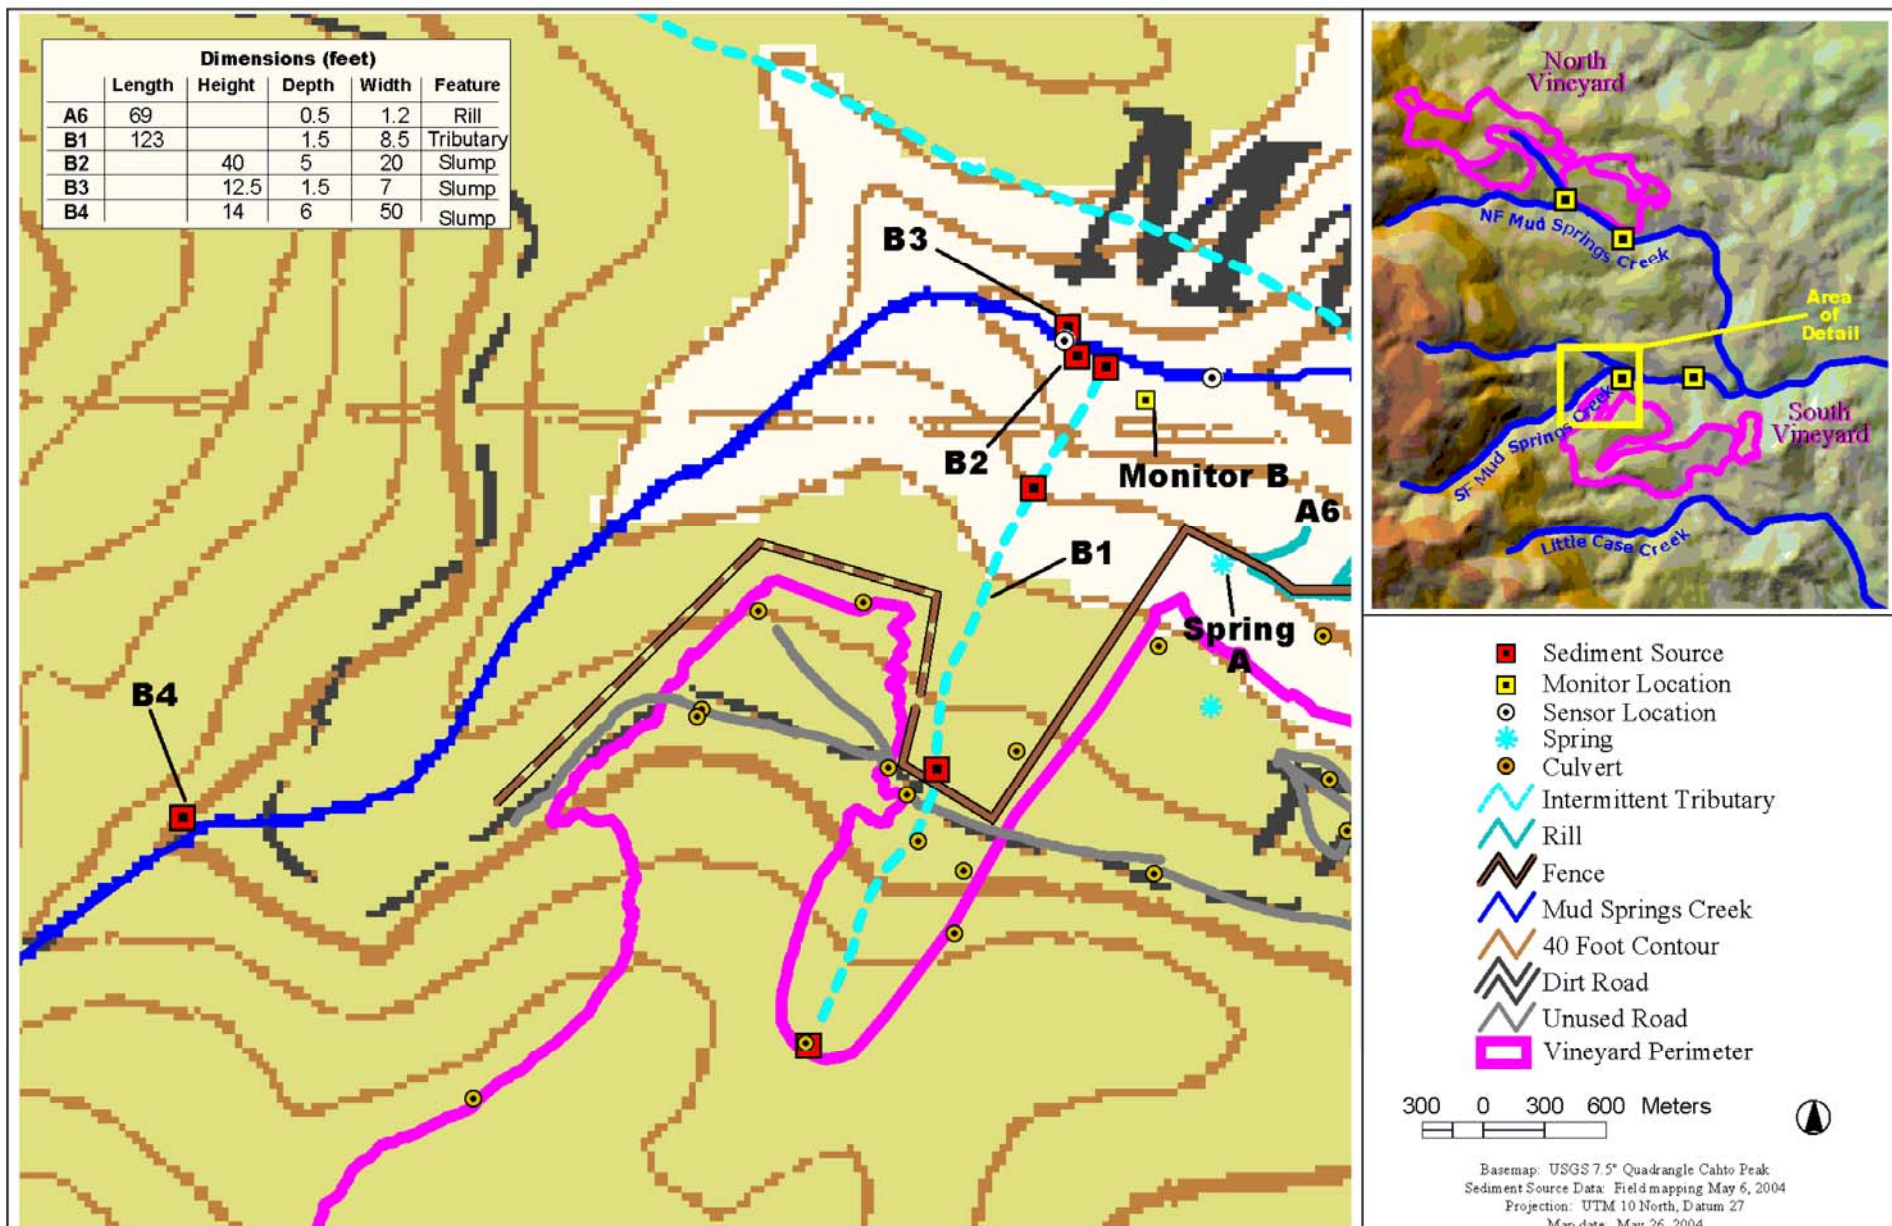 Dimensions (feet)
Length Height Depth Width Feature
A6 69 0.5 1.2 Rill
B1 123 1.5 8.5 Tributary
B2 40 5 20 Slump
B3 12.5 1.5 7 Slump
B4 14 6 50 Slump
B3
B2
Monitor B
A6
B1
Spring
A
B4
North
Vineyard
NF Mud Springs Creek
Area
of
Detail
SF Mud Springs Creek
South
Vineyard
Little Case Creek
Sediment Source
Monitor Location
Sensor Location
Spring
Culvert
Intermittent Tributary
Rill
Fence
Mud Springs Creek
40 Foot Contour
Dirt Road
Unused Road
Vineyard Perimeter
300 0 300 600 Meters
Basemap: USGS 7.5" Quadrangle Cahto Peak
Sediment Source Data: Field mapping May 6, 2004
Projection: UTM 10 North, Datum 27
Map date: May 26, 2004